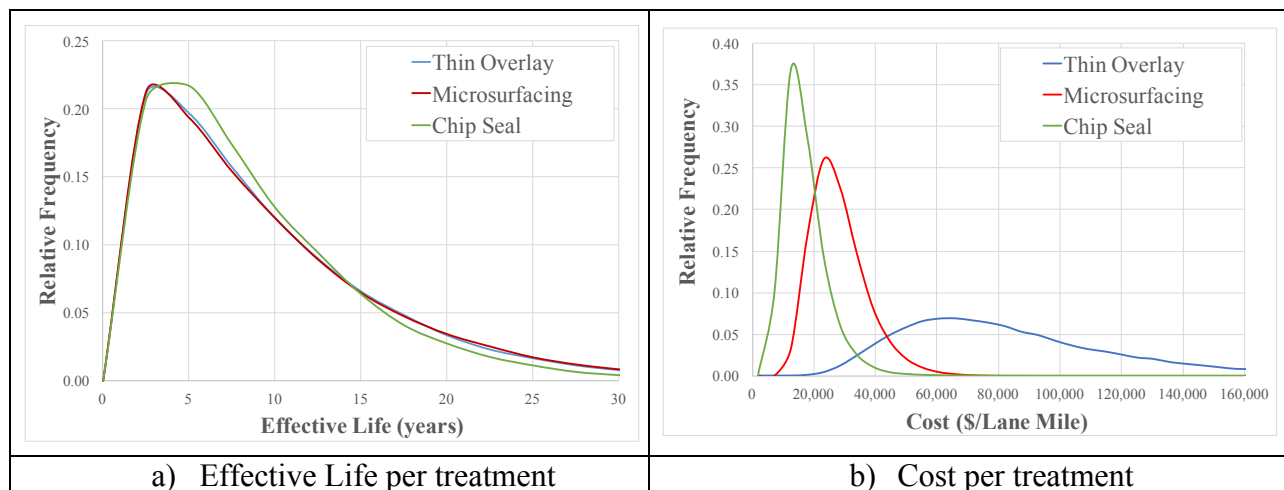 0.25
0.20
0.15
0.10
0.05
0.00
Relative Frequency
Thin Overlay
Microsurfacing
Chip Seal
0 5 10 15 20 25 30
Effective Life (years)
a) Effective Life per treatment
0.40
0.35
0.30
0.25
0.20
0.15
0.10
0.05
0.00
Relative Frequency
Thin Overlay
Microsurfacing
Chip Seal
0 20,000 40,000 60,000 80,000 100,000 120,000 140,000 160,000
Cost ($/Lane Mile)
b) Cost per treatment